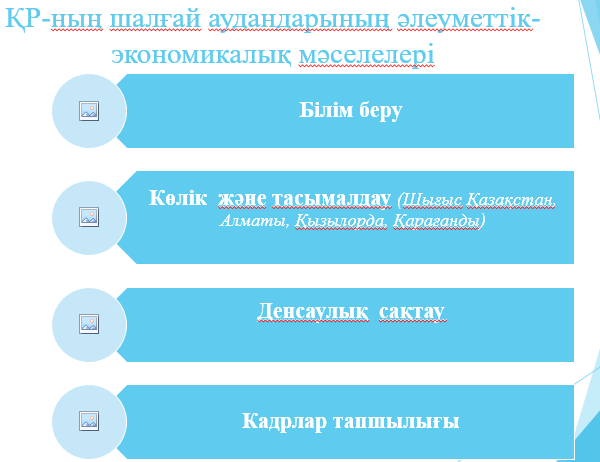 ҚР-ның шалғай аудандарының әлеуметтік-
экономикалық мәселелері
Білім беру
Көлік және тасымалдау (Шығыс Қазақстан,
Алматы, Қызылорда, Қарағанды)
Денсаулық сақтау
Кадрлар тапшылығы